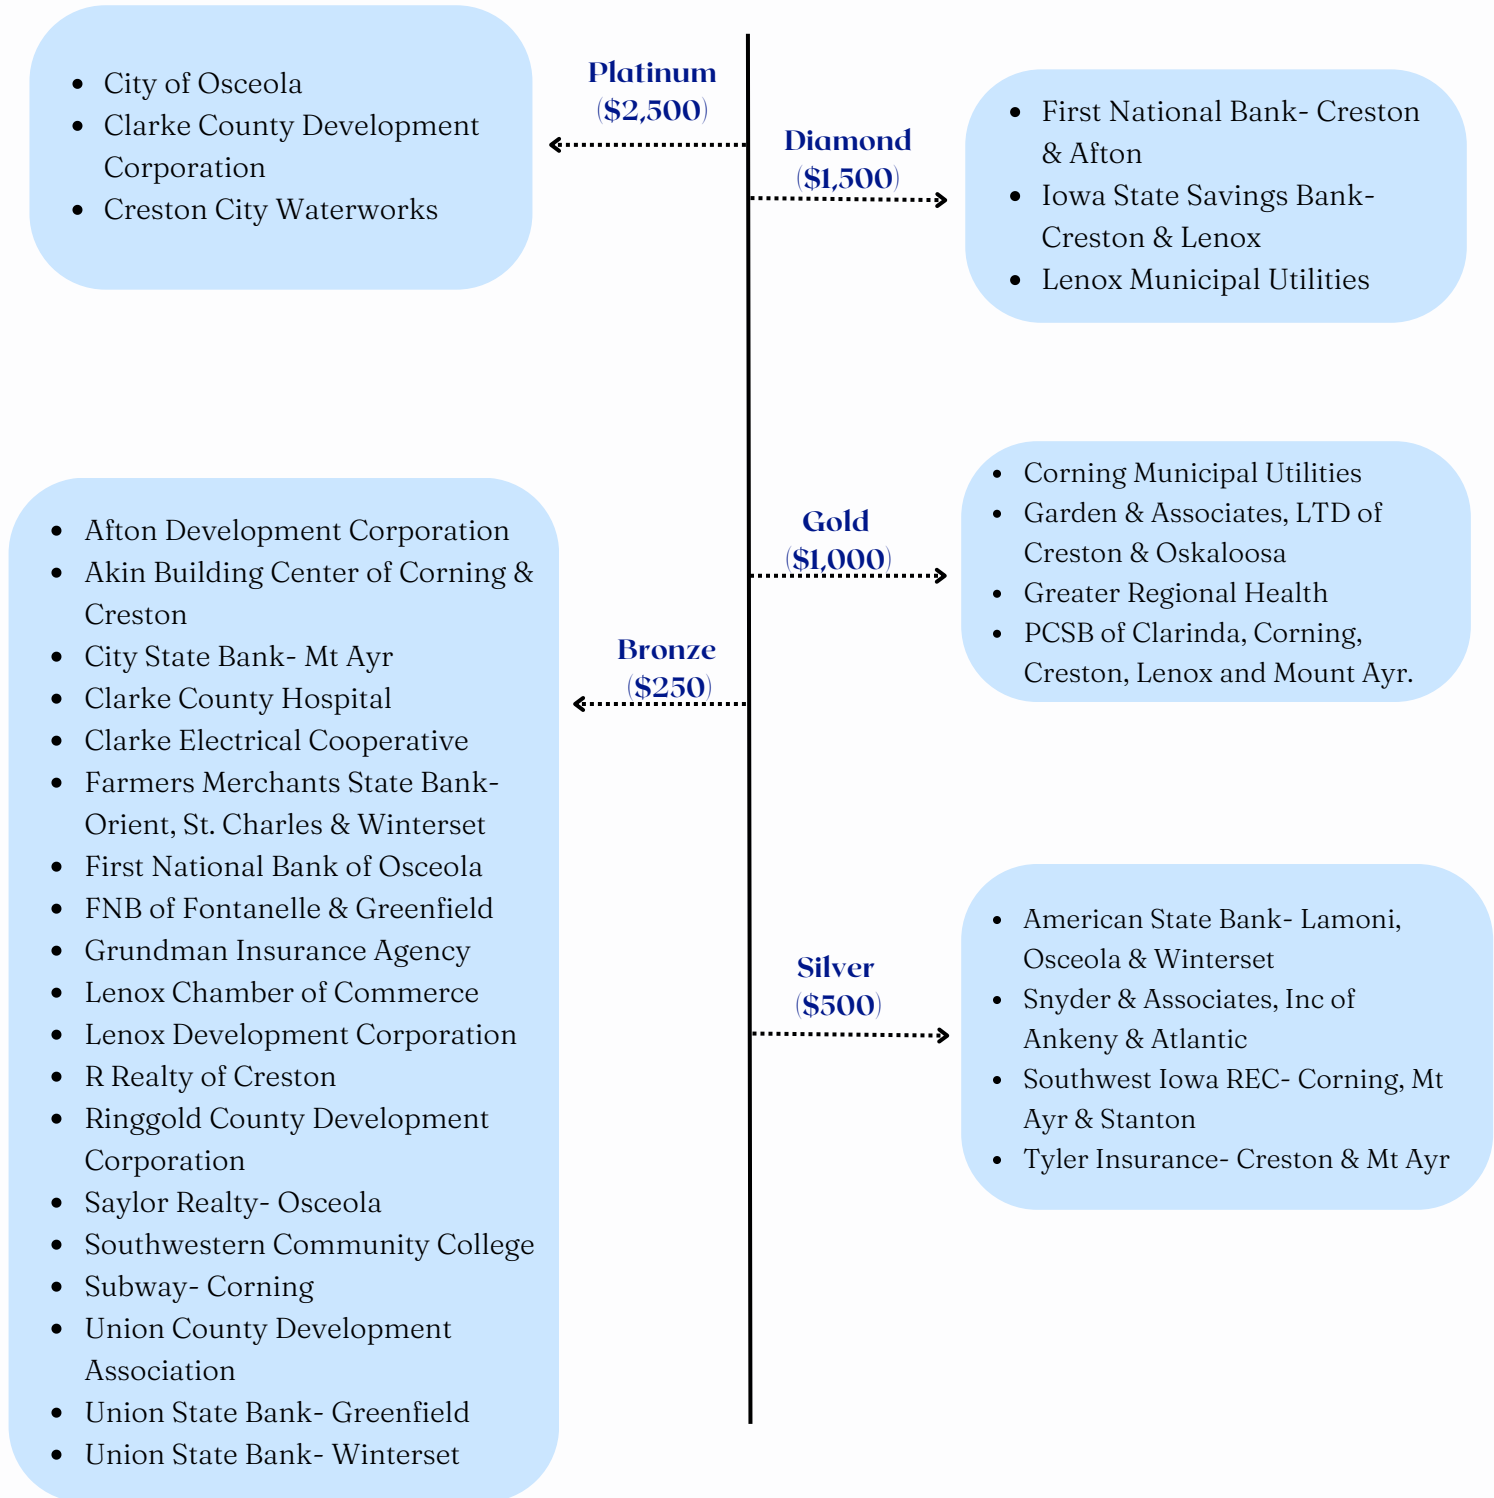 Platinum
($2,500)
• City of Osceola
• Clarke County Development
Corporation
• Creston City Waterworks
Diamond
($1,500)
• First National Bank- Creston
& Afton
• Iowa State Savings Bank-
Creston & Lenox
• Lenox Municipal Utilities
Gold
($1,000)
• Corning Municipal Utilities
• Garden & Associates, LTD of
Creston & Oskaloosa
• Greater Regional Health
• PCSB of Clarinda, Corning,
Creston, Lenox and Mount Ayr.
Bronze
($250)
• Afton Development Corporation
• Akin Building Center of Corning &
Creston
• City State Bank- Mt Ayr
• Clarke County Hospital
• Clarke Electrical Cooperative
• Farmers Merchants State Bank-
Orient, St. Charles & Winterset
• First National Bank of Osceola
• FNB of Fontanelle & Greenfield
• Grundman Insurance Agency
• Lenox Chamber of Commerce
• Lenox Development Corporation
• R Realty of Creston
• Ringgold County Development
Corporation
• Saylor Realty- Osceola
• Southwestern Community College
• Subway- Corning
• Union County Development
Association
• Union State Bank- Greenfield
• Union State Bank- Winterset
Silver
($500)
• American State Bank- Lamoni,
Osceola & Winterset
• Snyder & Associates, Inc of
Ankeny & Atlantic
• Southwest Iowa REC- Corning, Mt
Ayr & Stanton
• Tyler Insurance- Creston & Mt Ayr